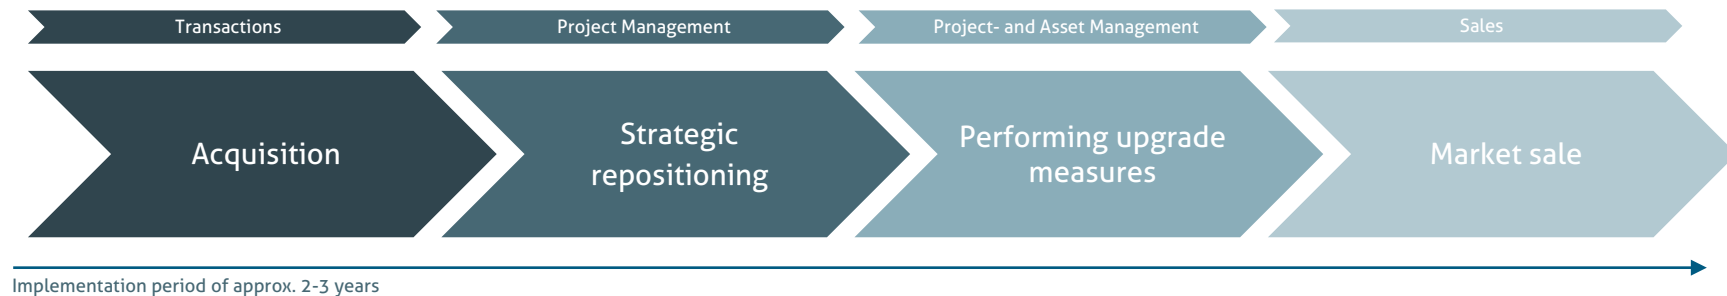 Transactions
Project Management
Project- and Asset Management
Sales
Acquisition
Strategic
repositioning
Performing upgrade
measures
Market sale
Implementation period of approx. 2-3 years